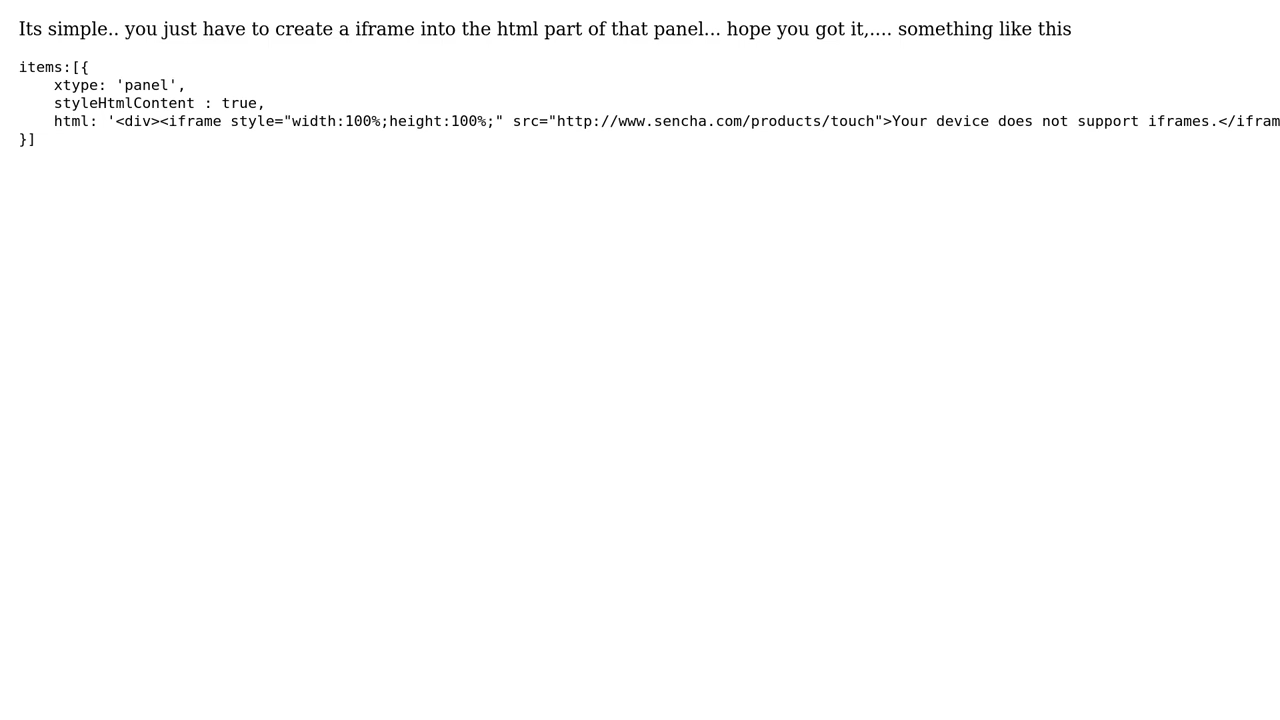 Its simple.. you just have to create a iframe into the html part of that panel... hope you got it,.... something like this
items:[{
    xtype: 'panel',
    styleHtmlContent : true,
    html: '<div><iframe style="width:100%;height:100%;" src="http://www.sencha.com/products/touch">Your device does not support iframes.</ifram
}]